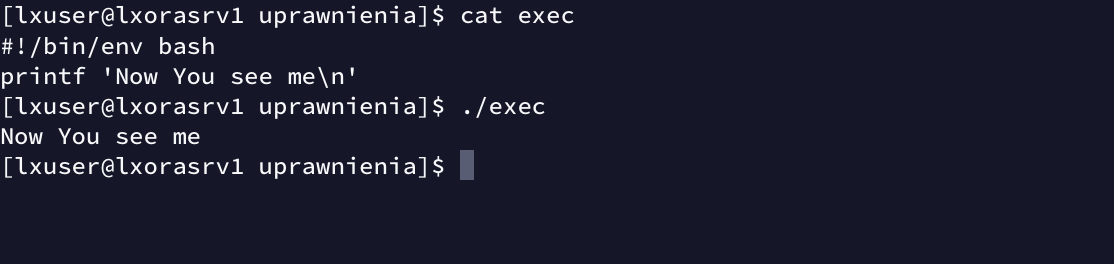 [lxuser@lxorasrv1 uprawnienia]$ cat exec
#!/bin/env bash
printf 'Now You see me\n'
[lxuser@lxorasrv1 uprawnienia]$ ./exec
Now You see me
[lxuser@lxorasrv1 uprawnienia]$